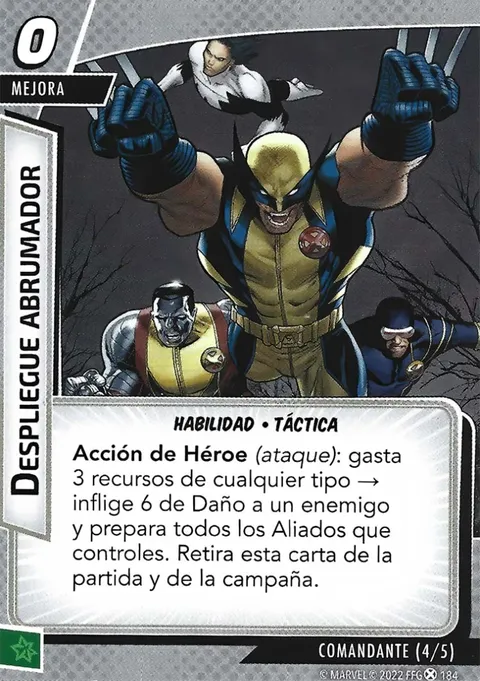 0
MEJORA
DESPLIEGUE ABRUMADOR
HABILIDAD • TÁCTICA
Acción de Héroe (ataque): gasta
3 recursos de cualquier tipo →
inflige 6 de Daño a un enemigo
y prepara todos los Aliados que
controles. Retira esta carta de la
partida y de la campaña.
COMANDANTE (4/5)
© MARVEL © 2022 FFG 184